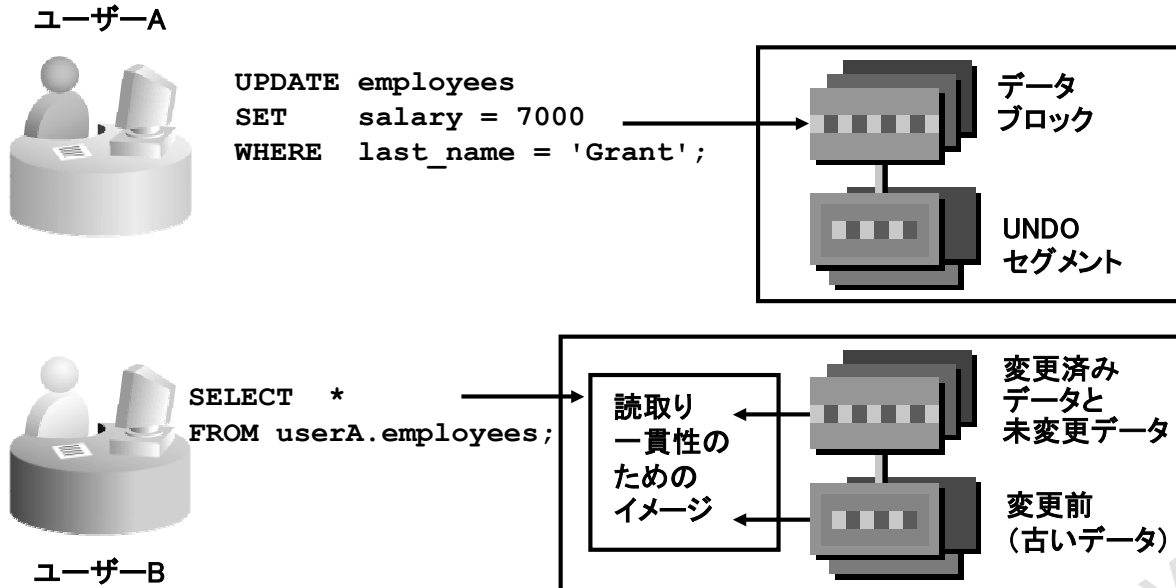 ユーザーA
UPDATE employees
SET salary = 7000
WHERE last_name = 'Grant';
データ
ブロック
UNDO
セグメント
SELECT *
FROM userA.employees;
読取り
一貫性の
ための
イメージ
変更済み
データと
未変更データ
変更前
（古いデータ）
ユーザーB